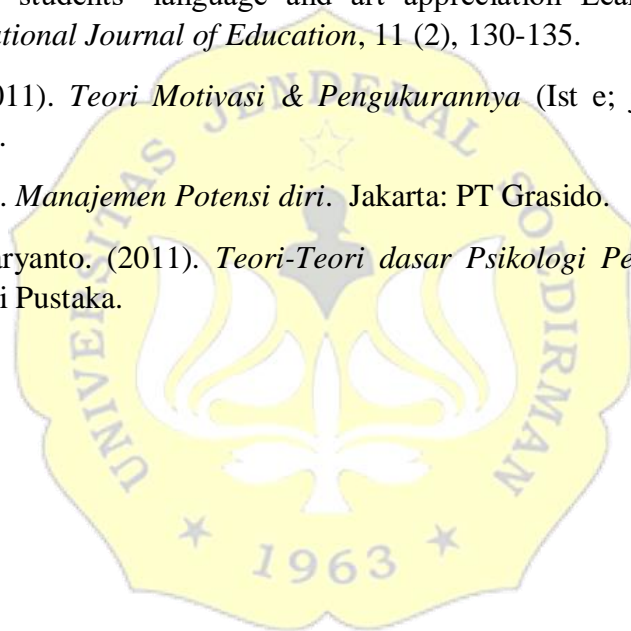 students' language and art appreciation Lear
ational Journal of Education, 11 (2), 130-135.
011). Teori Motivasi & Pengukurannya (Ist e; J
.
. Manajemen Potensi diri. Jakarta: PT Grasido.
aryanto. (2011). Teori-Teori dasar Psikologi Pe
i Pustaka.
UNIVERSITAS JENDERAL SOEDIRMAN
1963